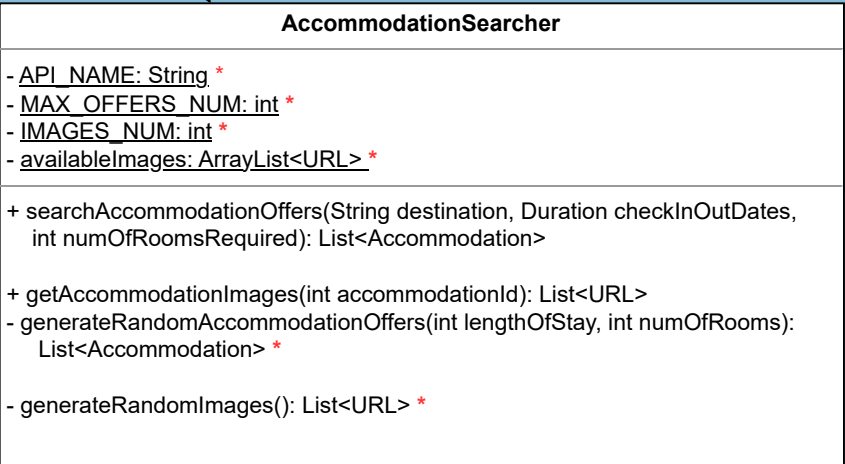 AccommodationSearcher
- API_NAME: String *
- MAX_OFFERS_NUM: int *
- IMAGES_NUM: int *
- availableImages: ArrayList<URL> *
+ searchAccommodationOffers(String destination, Duration checkInOutDates,
int numOfRoomsRequired): List<Accommodation>
+ getAccommodationImages(int accommodationId): List<URL>
- generateRandomAccommodationOffers(int lengthOfStay, int numOfRooms):
List<Accommodation> *
- generateRandomImages(): List<URL> *